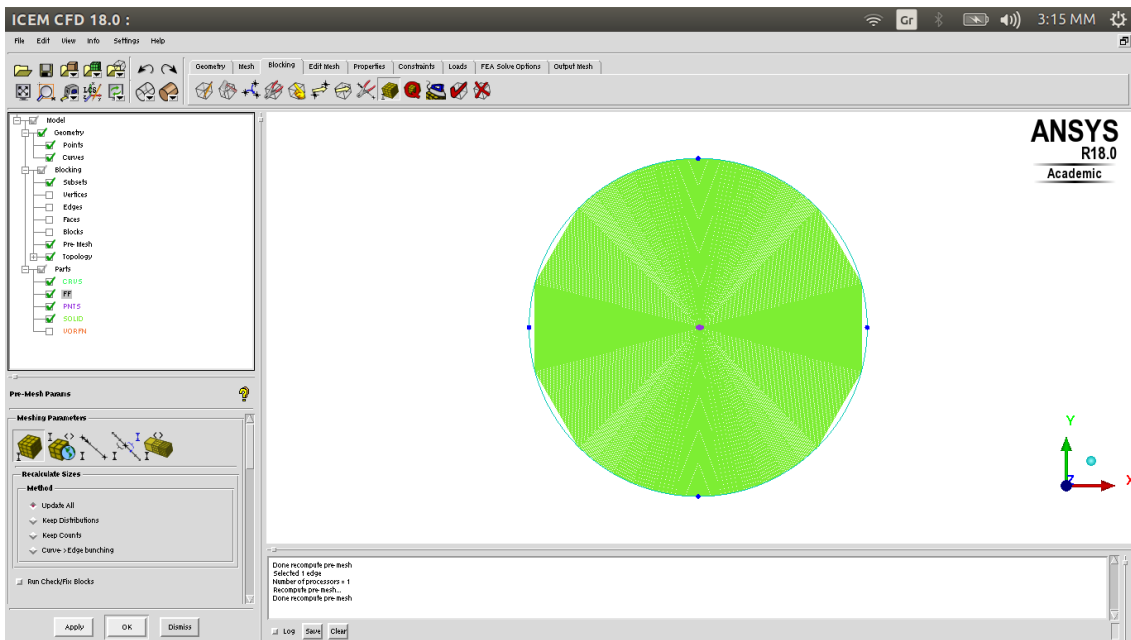 ICEM CFD 18.0 :
Gr
3:15 MM
File Edit View Info Settings Help
Geometry Mesh Blocking Edit Mesh Properties Constraints Loads FEA Solve Options Output Mesh
LCS
Model
Geometry
Points
Curves
Blocking
Subsets
Vertices
Edges
Faces
Blocks
Pre-Mesh
Topology
Parts
FF
PNTS
SOLID
VORFN
Pre-Mesh Params
Meshing Parameters
Recalculate Sizes
Method
Update All
Keep Distributions
Keep Counts
Curve->Edge bunching
Run Check/Fix Blocks
Apply OK Dismiss
ANSYS
R18.0
Academic
Y
Z
X
Done recompute pre-mesh
Selected 1 edge
Number of processors = 1
Recompute pre-mesh...
Done recompute pre-mesh
Log Save Clear